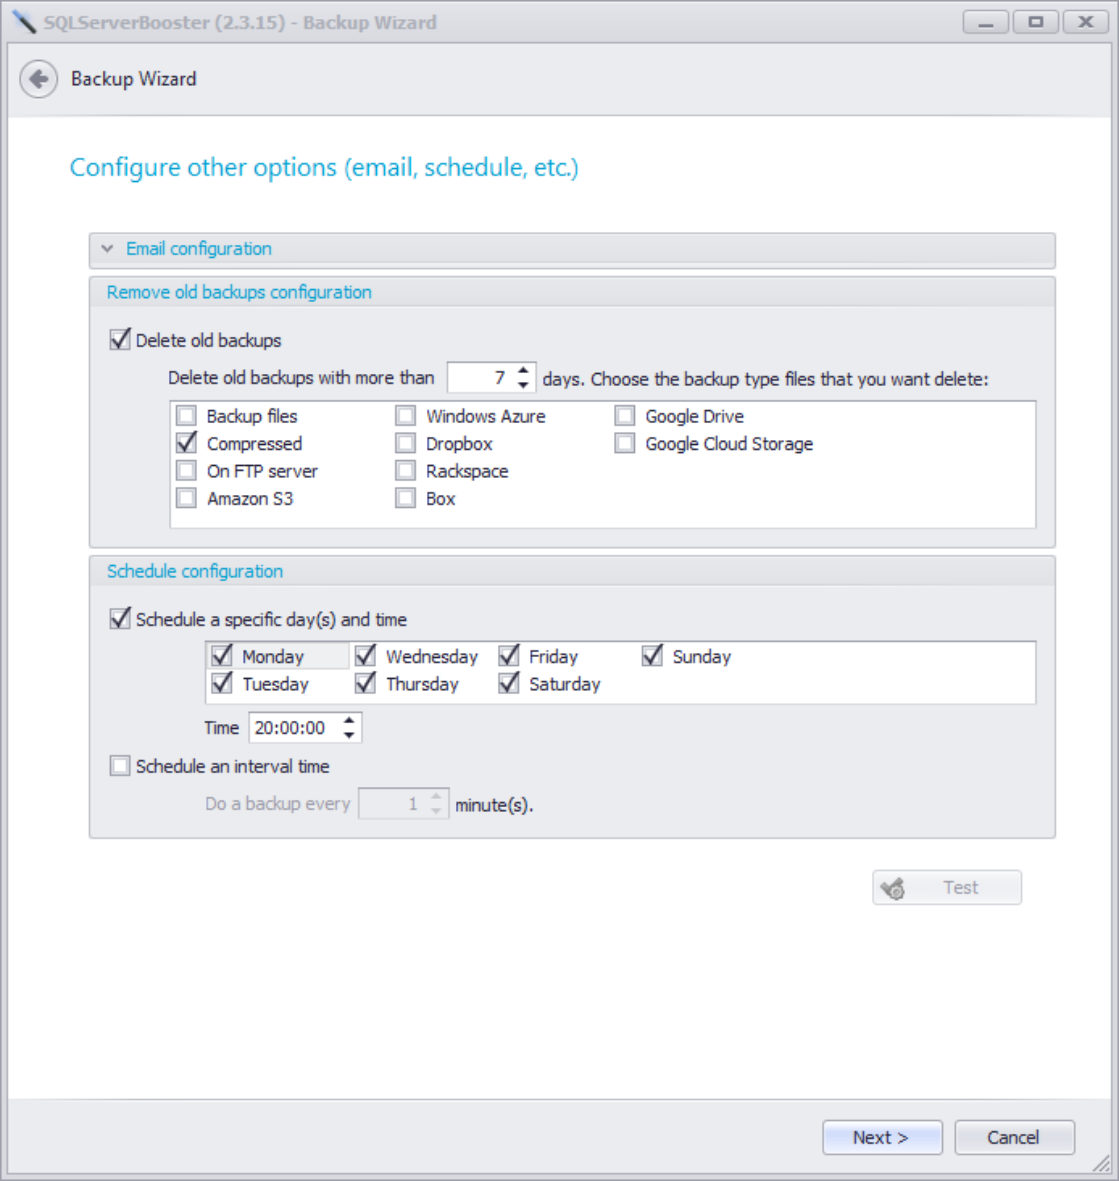 SQLServerBooster (2.3.15) - Backup Wizard
Backup Wizard
Configure other options (email, schedule, etc.)
Email configuration
Remove old backups configuration
Delete old backups
Delete old backups with more than 7 days. Choose the backup type files that you want delete:
Backup files Windows Azure Google Drive
Compressed Dropbox Google Cloud Storage
On FTP server Rackspace
Amazon S3 Box
Schedule configuration
Schedule a specific day(s) and time
Monday Wednesday Friday Sunday
Tuesday Thursday Saturday
Time 20:00:00
Schedule an interval time
Do a backup every 1 minute(s).
Test
Next > Cancel